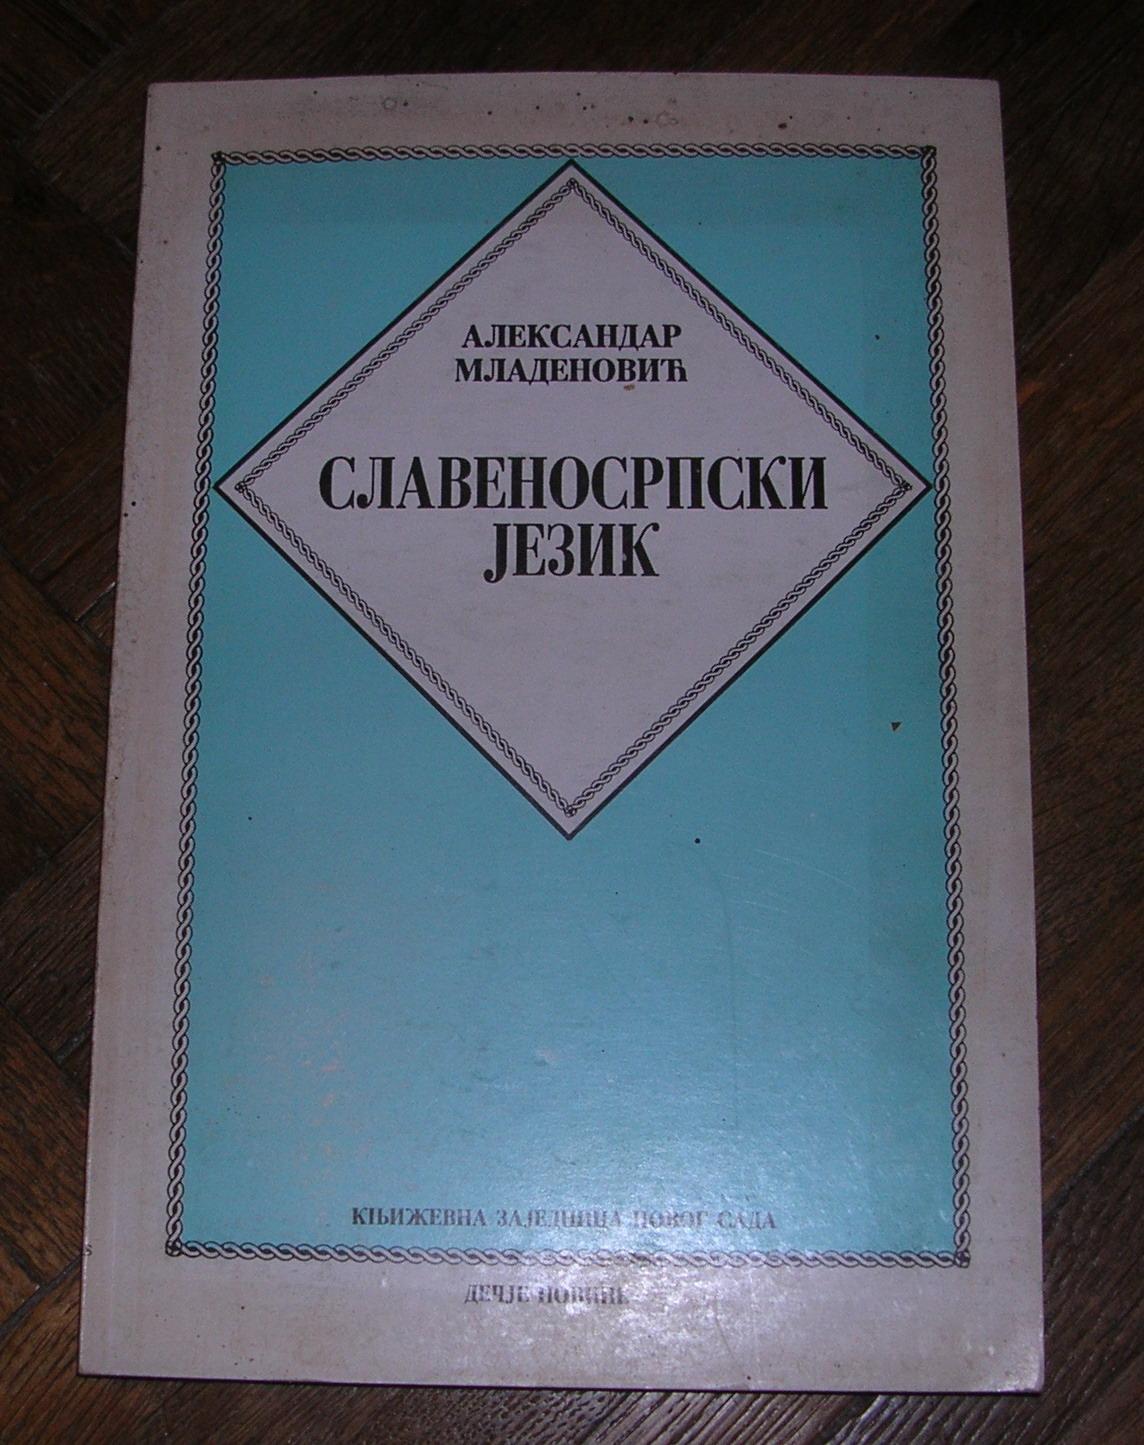 АЛЕКСАНДАР
МЛАДЕНОВИЋ
СЛАВЕНОСРПСКИ
ЈЕЗИК
КЊИЖЕВНА ЗАЈЕДНИЦА НОВОГ САДА
ДЕЧЈЕ НОВИНЕ